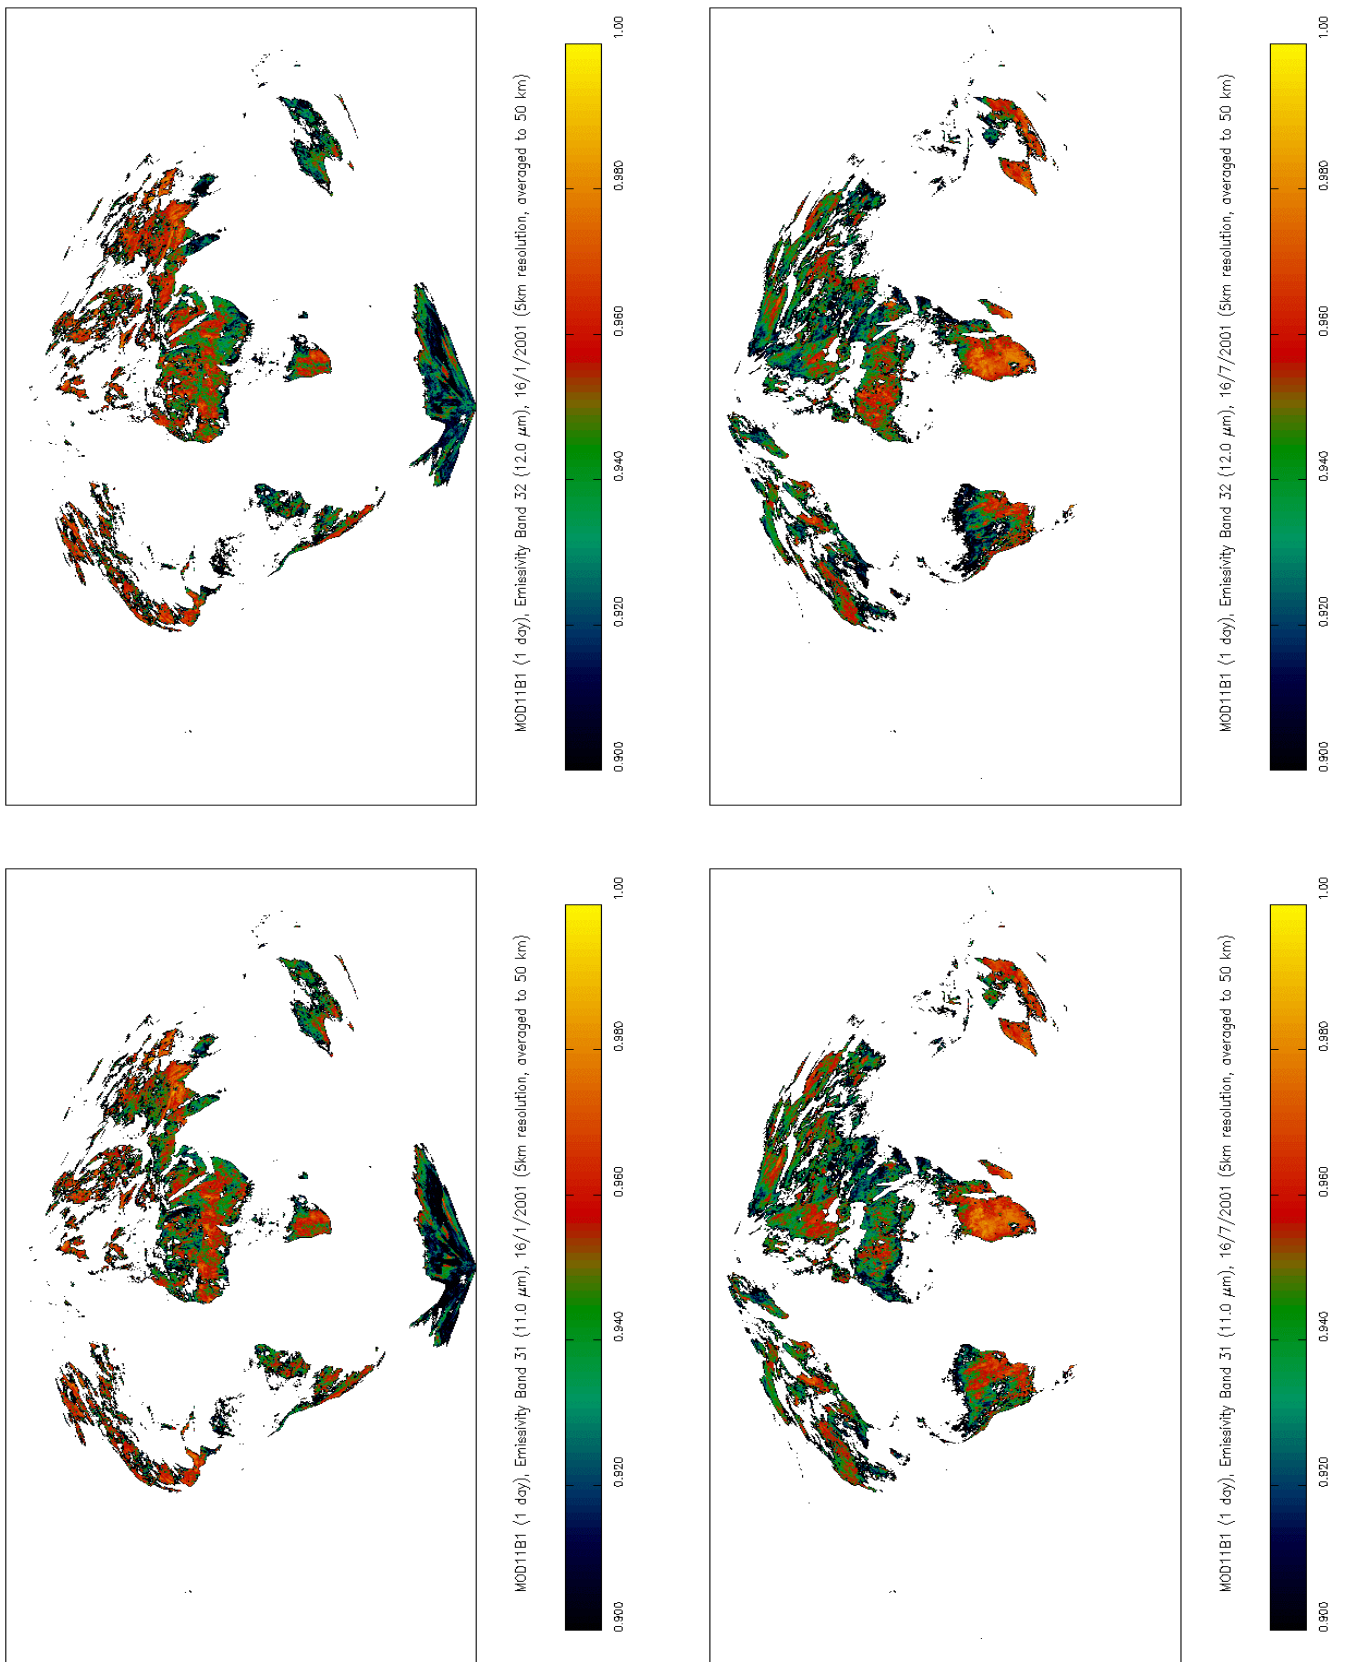 MOD11B1 (1 day), Emissivity Band 32 (12.0 μm), 16/1/2001 (5km resolution, averaged to 50 km)
0.900 0.920 0.940 0.960 0.980 1.00
MOD11B1 (1 day), Emissivity Band 32 (12.0 μm), 16/7/2001 (5km resolution, averaged to 50 km)
0.900 0.920 0.940 0.960 0.980 1.00
MOD11B1 (1 day), Emissivity Band 31 (11.0 μm), 16/1/2001 (5km resolution, averaged to 50 km)
0.900 0.920 0.940 0.960 0.980 1.00
MOD11B1 (1 day), Emissivity Band 31 (11.0 μm), 16/7/2001 (5km resolution, averaged to 50 km)
0.900 0.920 0.940 0.960 0.980 1.00